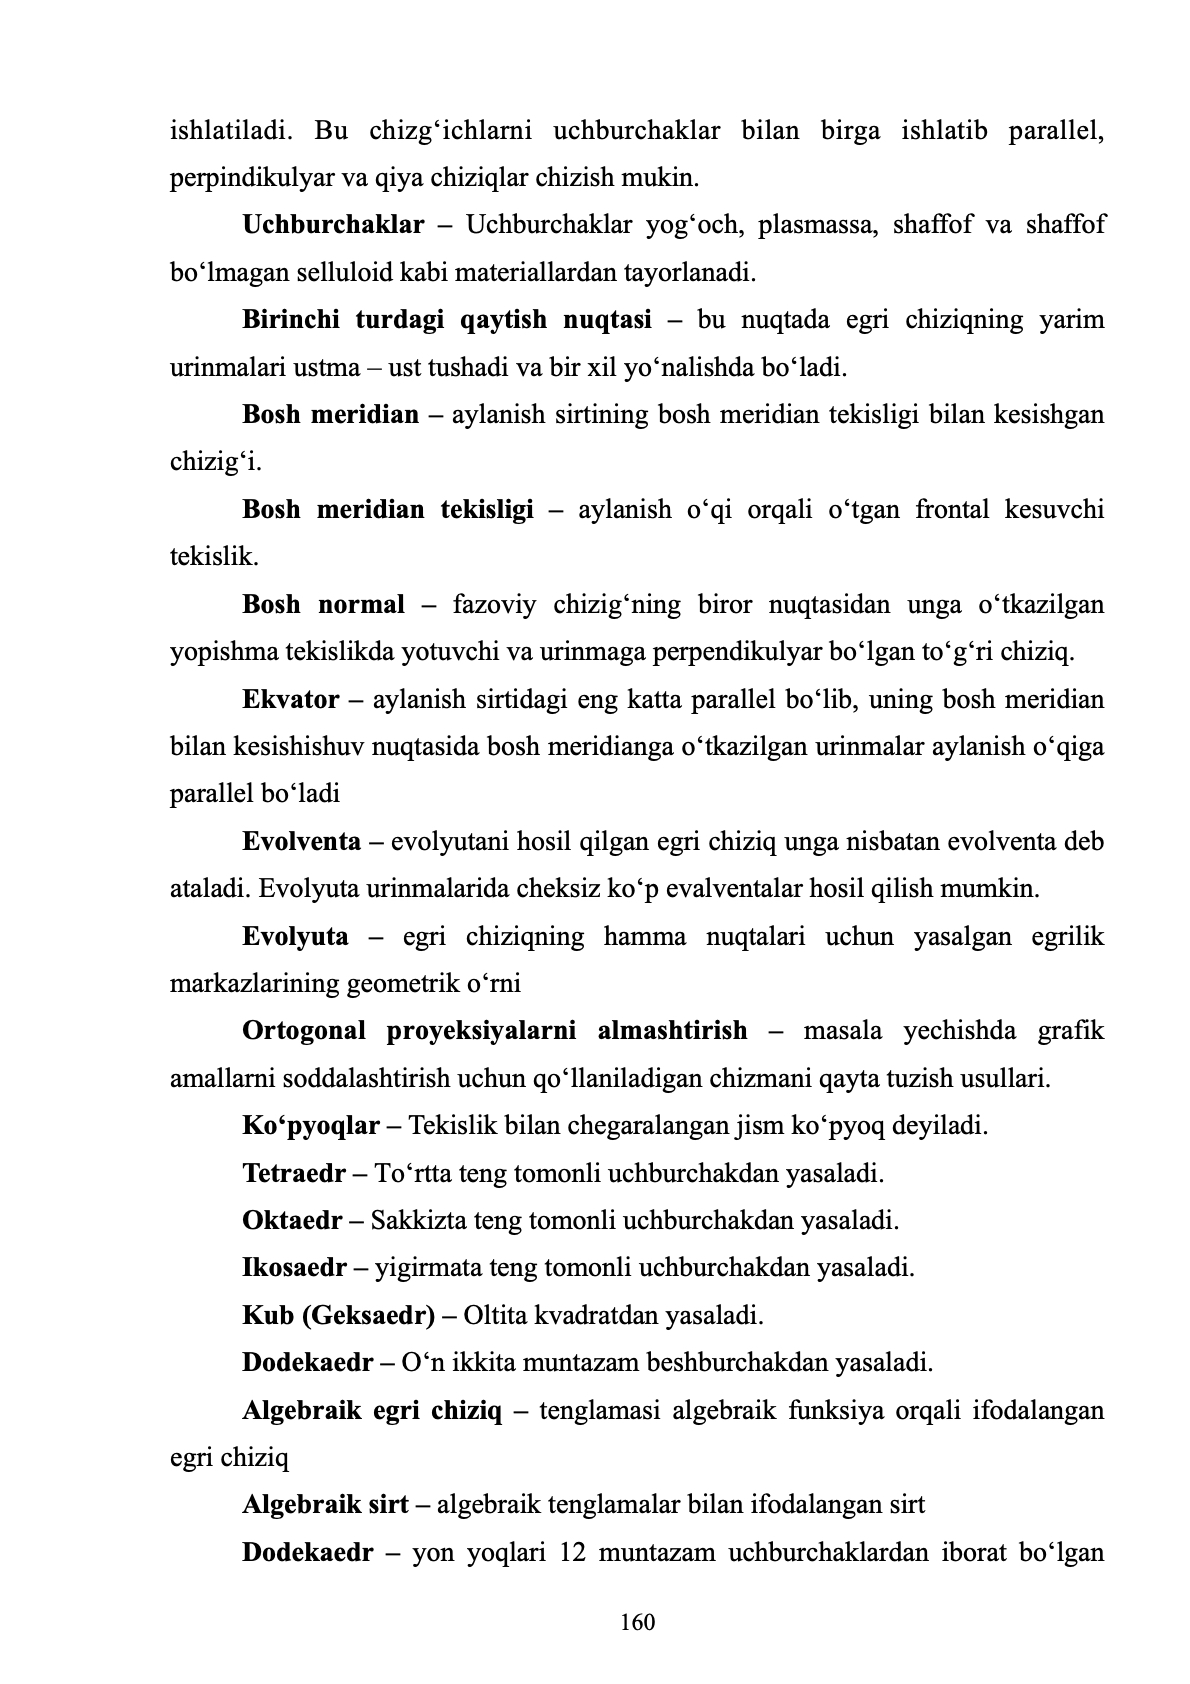 ishlatiladi. Bu chizg‘ichlarni uchburchaklar bilan birga ishlatib parallel,
perpindikulyar va qiya chiziqlar chizish mukin.
Uchburchaklar – Uchburchaklar yog‘och, plasmassa, shaffof va shaffof
bo‘lmagan selluloid kabi materiallardan tayorlanadi.
Birinchi turdagi qaytish nuqtasi – bu nuqtada egri chiziqning yarim
urinmalari ustma – ust tushadi va bir xil yo‘nalishda bo‘ladi.
Bosh meridian – aylanish sirtining bosh meridian tekisligi bilan kesishgan
chizig‘i.
Bosh meridian tekisligi – aylanish o‘qi orqali o‘tgan frontal kesuvchi
tekislik.
Bosh normal – fazoviy chizig‘ning biror nuqtasidan unga o‘tkazilgan
yopishma tekislikda yotuvchi va urinmaga perpendikulyar bo‘lgan to‘g‘ri chiziq.
Ekvator – aylanish sirtidagi eng katta parallel bo‘lib, uning bosh meridian
bilan kesishishuv nuqtasida bosh meridianga o‘tkazilgan urinmalar aylanish o‘qiga
parallel bo‘ladi
Evolventa – evolyutani hosil qilgan egri chiziq unga nisbatan evolventa deb
ataladi. Evolyuta urinmalarida cheksiz ko‘p evalventalar hosil qilish mumkin.
Evolyuta – egri chiziqning hamma nuqtalari uchun yasalgan egrilik
markazlarining geometrik o‘rni
Ortogonal proyeksiyalarni almashtirish – masala yechishda grafik
amallarni soddalashtirish uchun qo‘llaniladigan chizmani qayta tuzish usullari.
Ko‘pyoqlar – Tekislik bilan chegaralangan jism ko‘pyoq deyiladi.
Tetraedr – To‘rtta teng tomonli uchburchakdan yasaladi.
Oktaedr – Sakkizta teng tomonli uchburchakdan yasaladi.
Ikosaedr – yigirmata teng tomonli uchburchakdan yasaladi.
Kub (Geksaedr) – Oltita kvadratdan yasaladi.
Dodekaedr – O‘n ikkita muntazam beshburchakdan yasaladi.
Algebraik egri chiziq – tenglamasi algebraik funksiya orqali ifodalangan
egri chiziq
Algebraik sirt – algebraik tenglamalar bilan ifodalangan sirt
Dodekaedr – yon yoqlari 12 muntazam uchburchaklardan iborat bo‘lgan
160